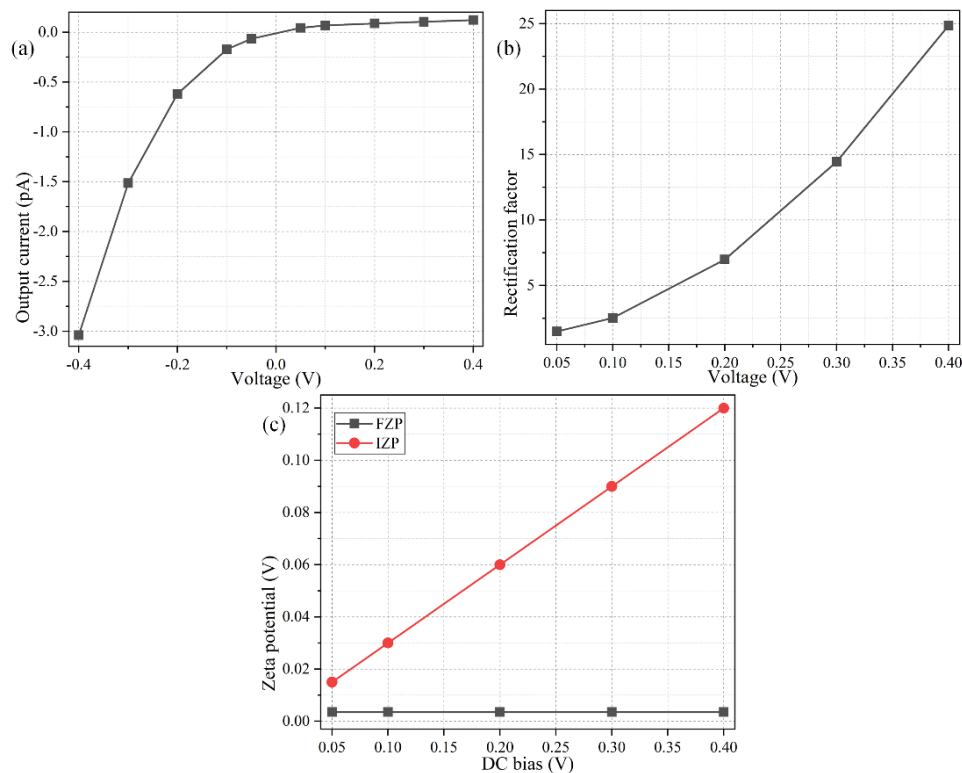 (a)
Output current (pA)
0.0
-0.5
-1.0
-1.5
-2.0
-2.5
-3.0
-0.4 -0.2 0.0 0.2 0.4
Voltage (V)
(b)
Rectification factor
25
20
15
10
5
0.05 0.10 0.15 0.20 0.25 0.30 0.35 0.40
Voltage (V)
(c)
FZP
IZP
Zeta potential (V)
0.12
0.10
0.08
0.06
0.04
0.02
0.00
0.05 0.10 0.15 0.20 0.25 0.30 0.35 0.40
DC bias (V)